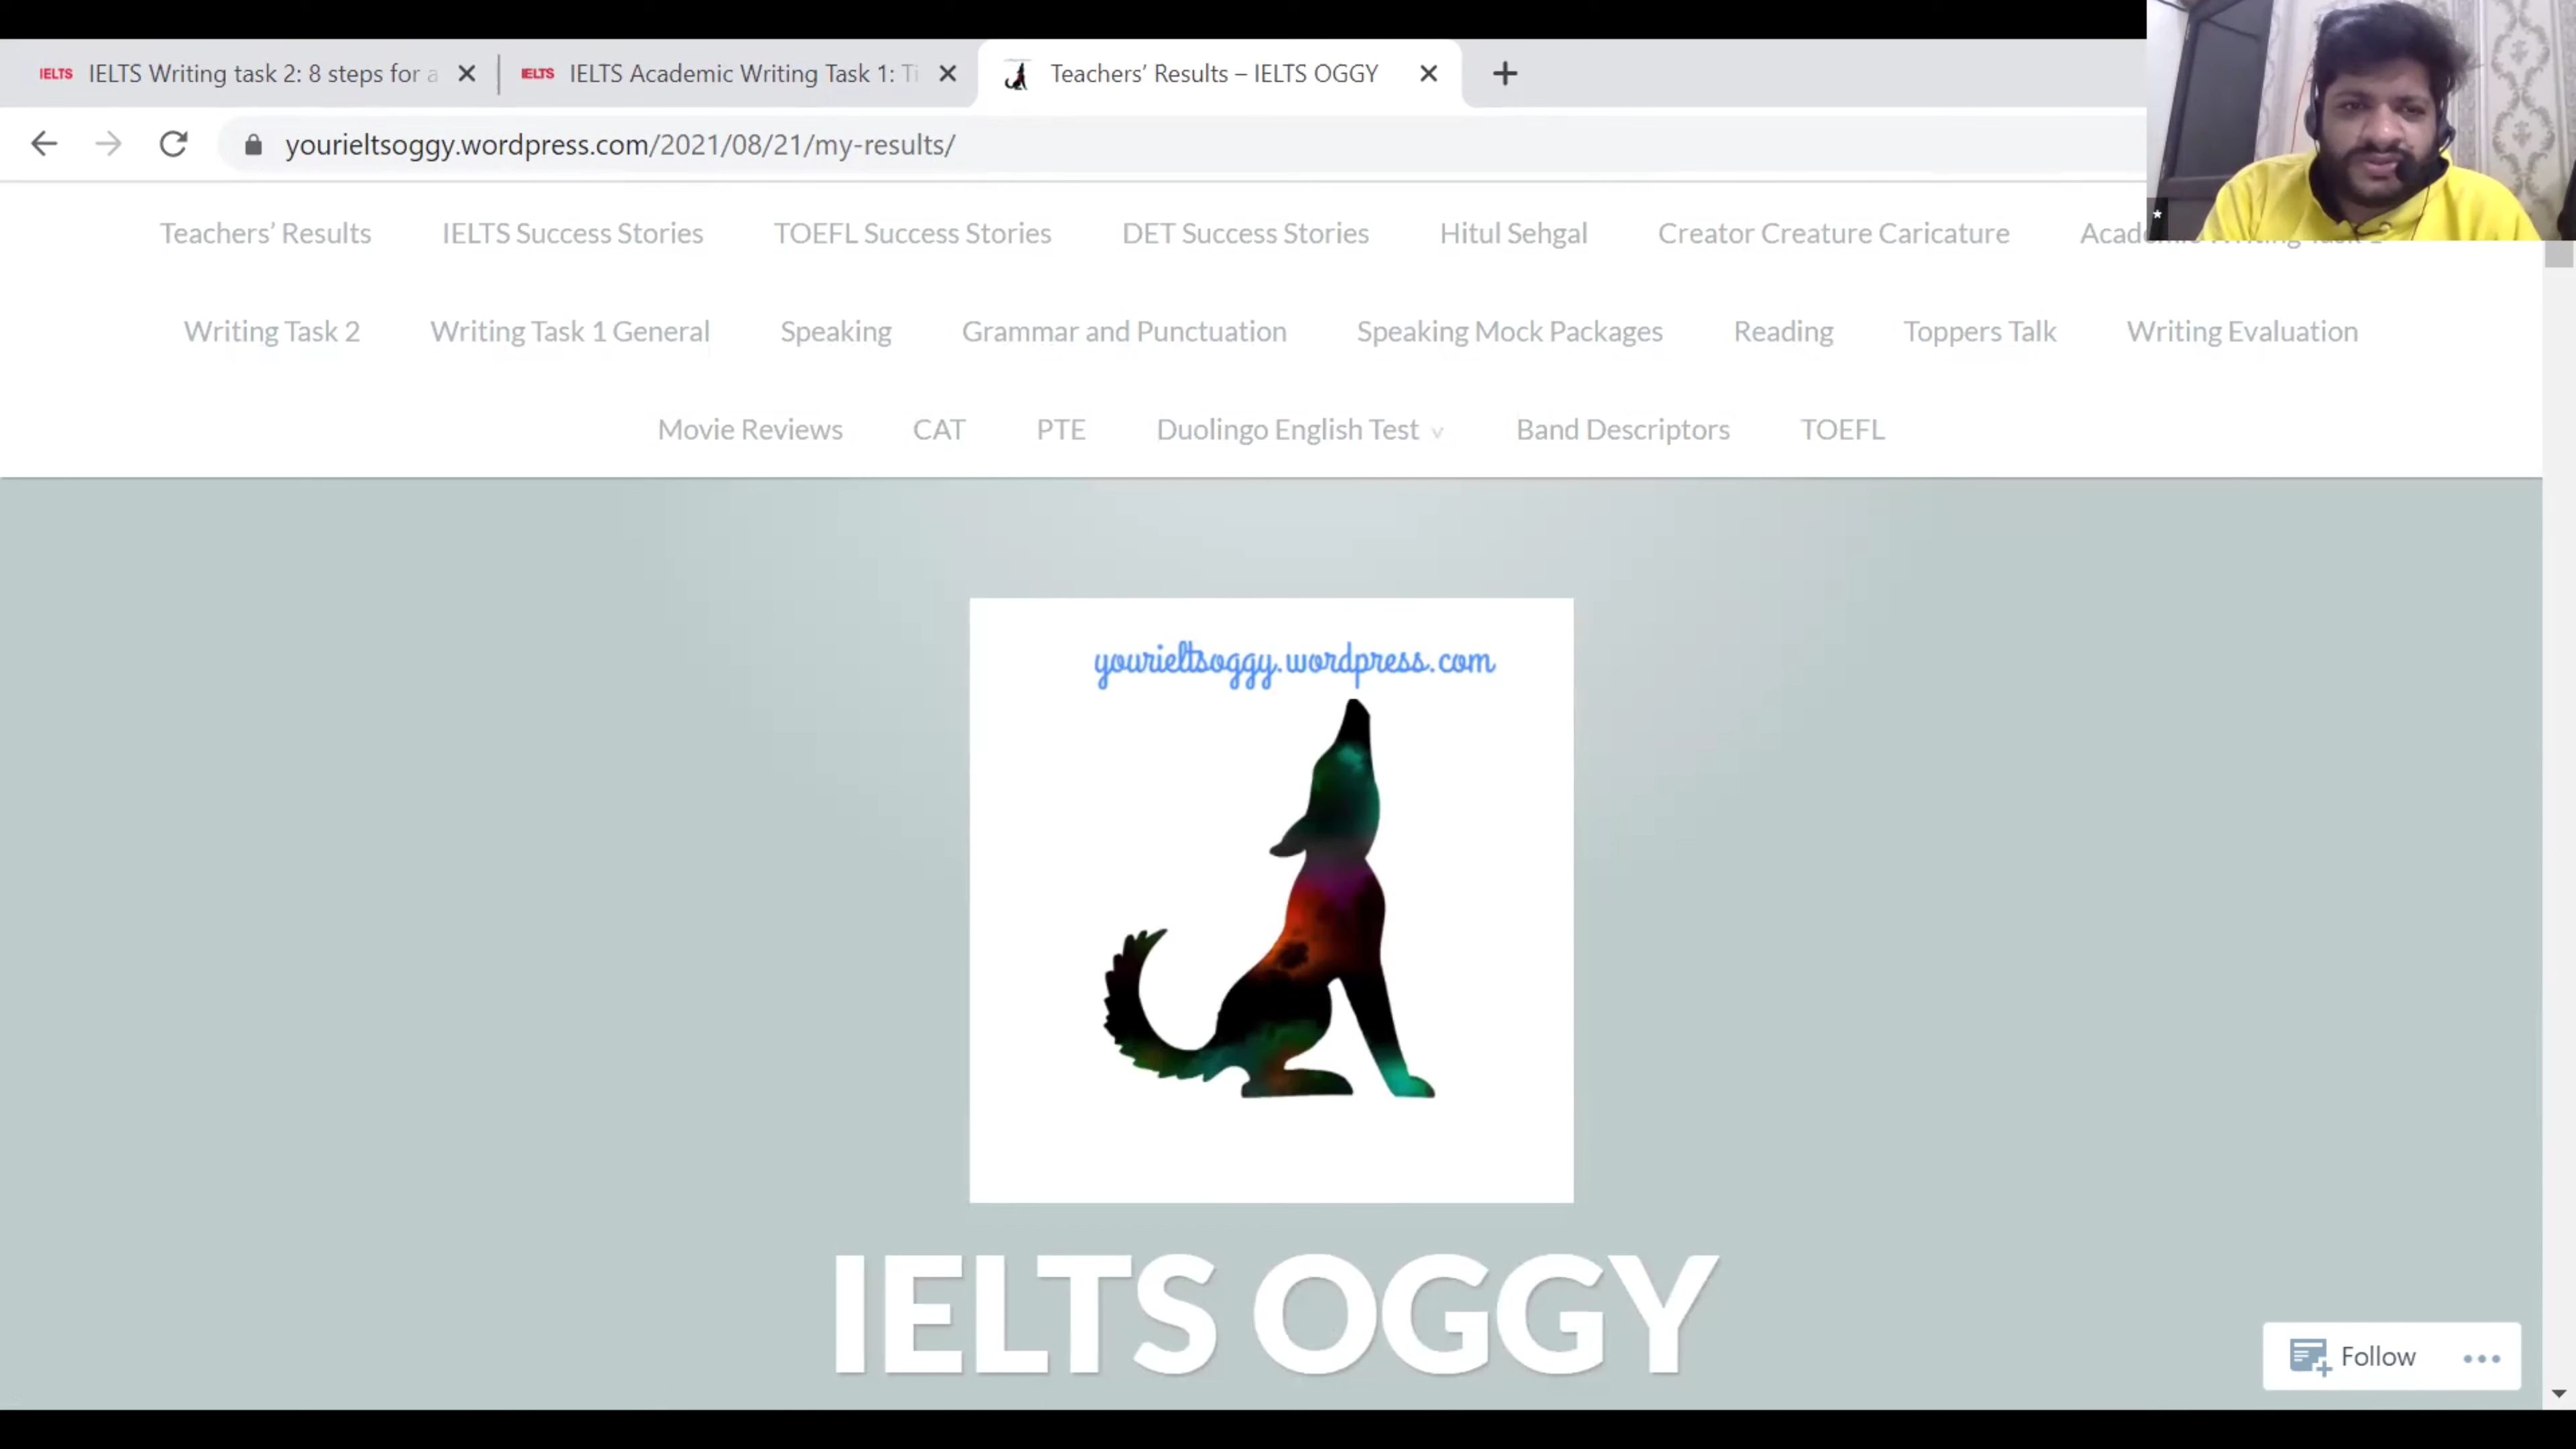 IELTS IELTS Writing task 2: 8 steps for a
IELTS IELTS Academic Writing Task 1: Ti
Teachers’ Results – IELTS OGGY
yourieltsoggy.wordpress.com/2021/08/21/my-results/
Teachers’ Results IELTS Success Stories TOEFL Success Stories DET Success Stories Hitul Sehgal Creator Creature Caricature
Writing Task 2 Writing Task 1 General Speaking Grammar and Punctuation Speaking Mock Packages Reading Toppers Talk Writing Evaluation
Movie Reviews CAT PTE Duolingo English Test Band Descriptors TOEFL
yourieltsoggy.wordpress.com
IELTS OGGY
Follow